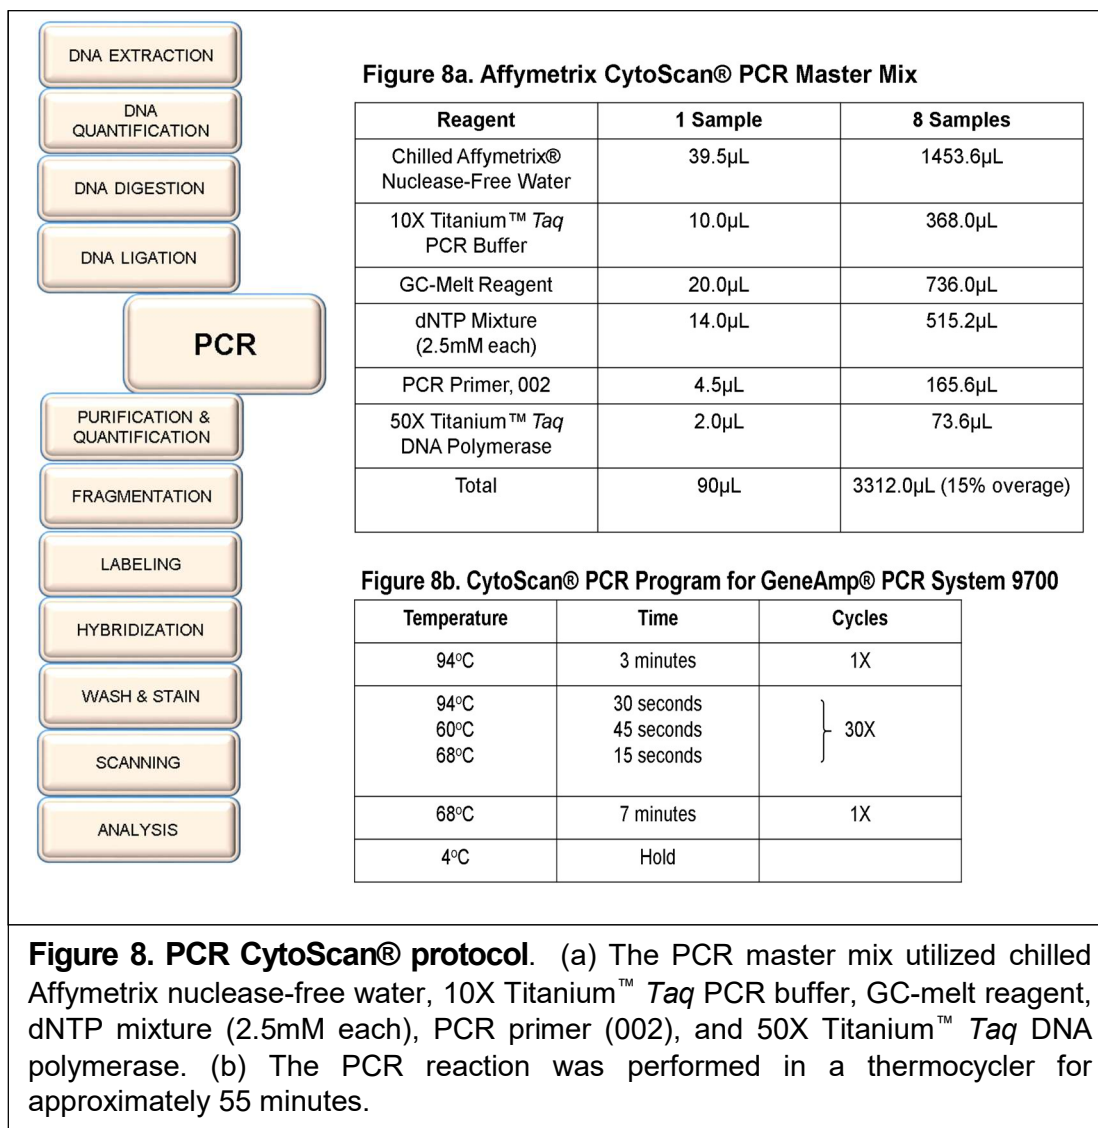 DNA EXTRACTION
DNA
QUANTIFICATION
DNA DIGESTION
DNA LIGATION
PCR
PURIFICATION &
QUANTIFICATION
FRAGMENTATION
LABELING
HYBRIDIZATION
WASH & STAIN
SCANNING
ANALYSIS
Figure 8a. Affymetrix CytoScan® PCR Master Mix
Reagent 1 Sample 8 Samples
Chilled Affymetrix® 39.5µL 1453.6µL
Nuclease-Free Water
10X Titanium™ Taq 10.0µL 368.0µL
PCR Buffer
GC-Melt Reagent 20.0µL 736.0µL
dNTP Mixture 14.0µL 515.2µL
(2.5mM each)
PCR Primer, 002 4.5µL 165.6µL
50X Titanium™ Taq 2.0µL 73.6µL
DNA Polymerase
Total 90µL 3312.0µL (15% overage)
Figure 8b. CytoScan® PCR Program for GeneAmp® PCR System 9700
Temperature Time Cycles
94°C 3 minutes 1X
94°C 30 seconds
60°C 45 seconds 30X
68°C 15 seconds
68°C 7 minutes 1X
4°C Hold
Figure 8. PCR CytoScan® protocol. (a) The PCR master mix utilized chilled
Affymetrix nuclease-free water, 10X Titanium™ Taq PCR buffer, GC-melt reagent,
dNTP mixture (2.5mM each), PCR primer (002), and 50X Titanium™ Taq DNA
polymerase. (b) The PCR reaction was performed in a thermocycler for
approximately 55 minutes.